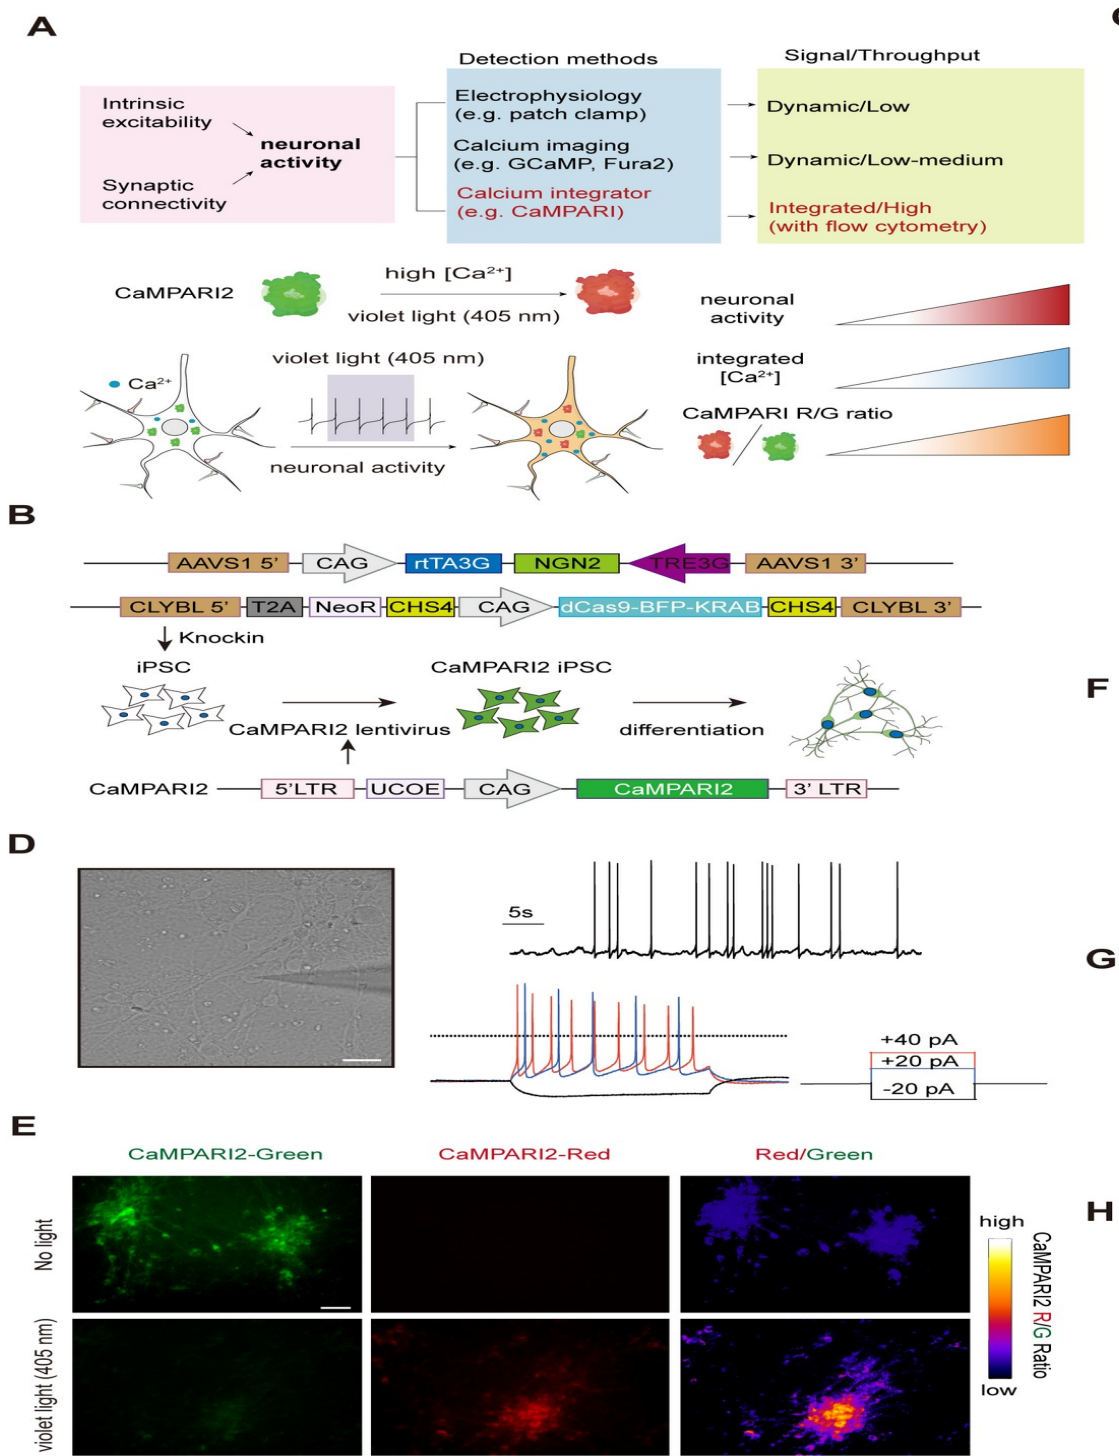 A
Detection methods
Signal/Throughput
Intrinsic
excitability
Synaptic
connectivity
neuronal
activity
Electrophysiology
(e.g. patch clamp)
Calcium imaging
(e.g. GCaMP, Fura2)
Calcium integrator
(e.g. CaMPARI)
Dynamic/Low
Dynamic/Low-medium
Integrated/High
(with flow cytometry)
CaMPARI2
high [Ca²⁺]
violet light (405 nm)
neuronal
activity
integrated
[Ca²⁺]
CaMPARI R/G ratio
Ca²⁺
violet light (405 nm)
neuronal activity
B
AAVS1 5’ CAG rtTA3G NGN2 TRE3G AAVS1 3’
CLYBL 5’ T2A NeoR CHS4 CAG dCas9-BFP-KRAB CHS4 CLYBL 3’
Knockin
iPSC
CaMPARI2 iPSC
CaMPARI2 lentivirus
differentiation
CaMPARI2 5’LTR UCOE CAG CaMPARI2 3’ LTR
F
D
5s
G
+40 pA
+20 pA
-20 pA
E
CaMPARI2-Green CaMPARI2-Red Red/Green
No light
violet light (405 nm)
high
low
CaMPARI2 R/G Ratio
H